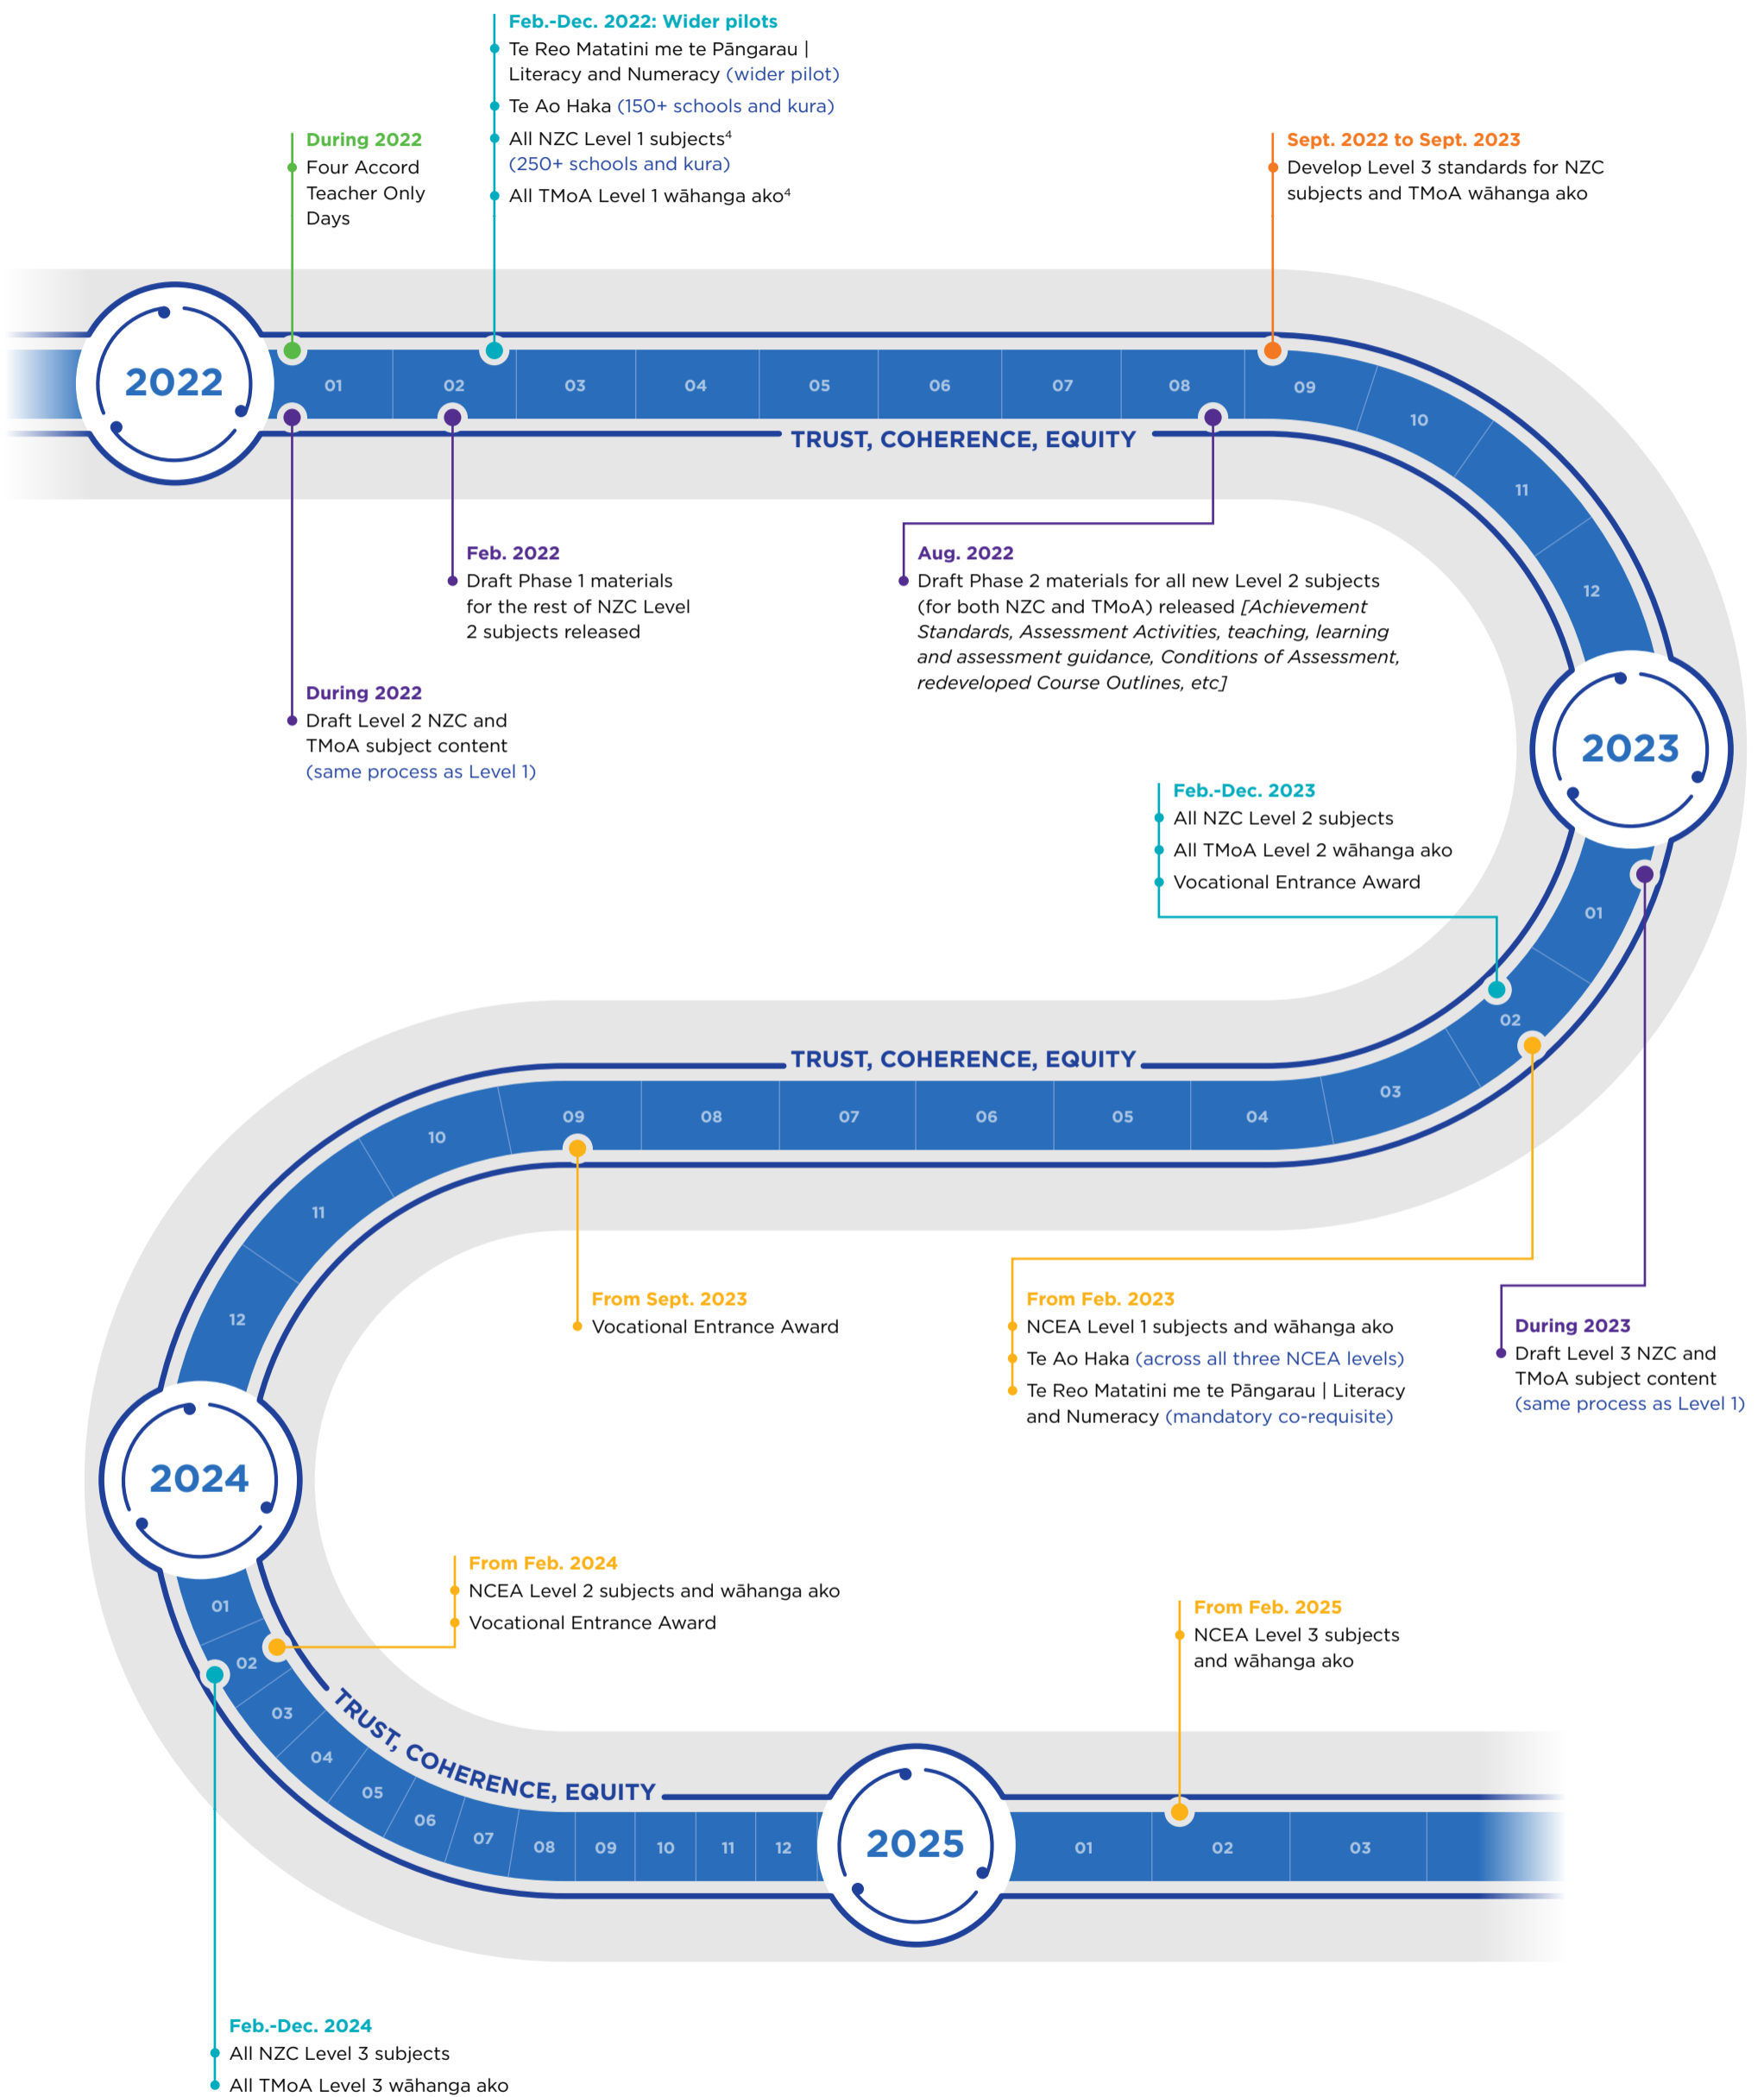 Feb.-Dec. 2022: Wider pilots
Te Reo Matatini me te Pāngarau |
Literacy and Numeracy (wider pilot)
Te Ao Haka (150+ schools and kura)
All NZC Level 1 subjects⁴
(250+ schools and kura)
All TMoA Level 1 wāhanga ako⁴
During 2022
Four Accord
Teacher Only
Days
Sept. 2022 to Sept. 2023
Develop Level 3 standards for NZC
subjects and TMoA wāhanga ako
2022
01
02
03
04
05
06
07
08
09
10
11
12
TRUST, COHERENCE, EQUITY
Feb. 2022
Draft Phase 1 materials
for the rest of NZC Level
2 subjects released
Aug. 2022
Draft Phase 2 materials for all new Level 2 subjects
(for both NZC and TMoA) released [Achievement
Standards, Assessment Activities, teaching, learning
and assessment guidance, Conditions of Assessment,
redeveloped Course Outlines, etc]
During 2022
Draft Level 2 NZC and
TMoA subject content
(same process as Level 1)
2023
Feb.-Dec. 2023
All NZC Level 2 subjects
All TMoA Level 2 wāhanga ako
Vocational Entrance Award
01
02
03
04
05
06
07
08
09
10
11
12
TRUST, COHERENCE, EQUITY
From Sept. 2023
Vocational Entrance Award
From Feb. 2023
NCEA Level 1 subjects and wāhanga ako
Te Ao Haka (across all three NCEA levels)
Te Reo Matatini me te Pāngarau | Literacy
and Numeracy (mandatory co-requisite)
During 2023
Draft Level 3 NZC and
TMoA subject content
(same process as Level 1)
2024
From Feb. 2024
NCEA Level 2 subjects and wāhanga ako
Vocational Entrance Award
01
02
03
04
05
06
07
08
09
10
11
12
TRUST, COHERENCE, EQUITY
From Feb. 2025
NCEA Level 3 subjects
and wāhanga ako
2025
01
02
03
Feb.-Dec. 2024
All NZC Level 3 subjects
All TMoA Level 3 wāhanga ako